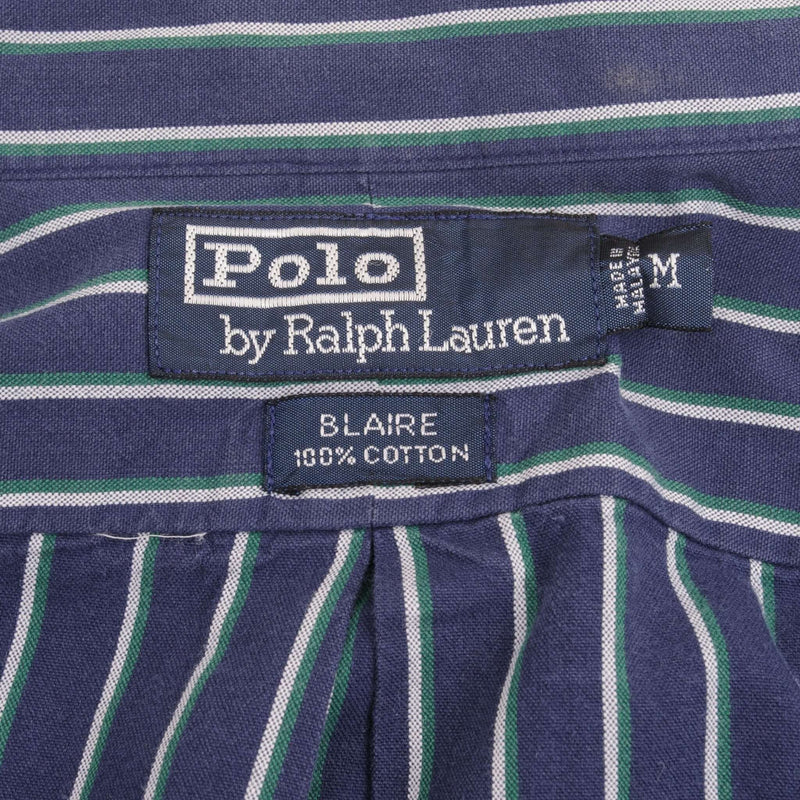 Polo
by Ralph Lauren
MADE IN
MALAYSIA
M
BLAIRE
100% COTTON